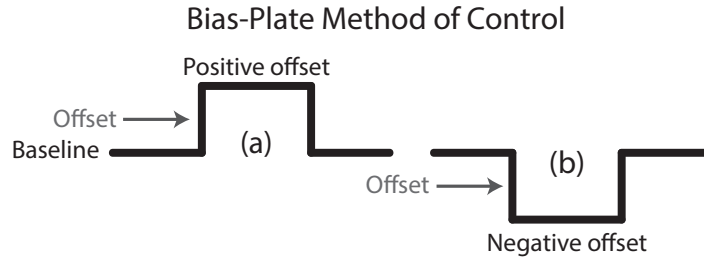 Bias-Plate Method of Control
Positive offset
Offset
Baseline
(a)
(b)
Offset
Negative offset